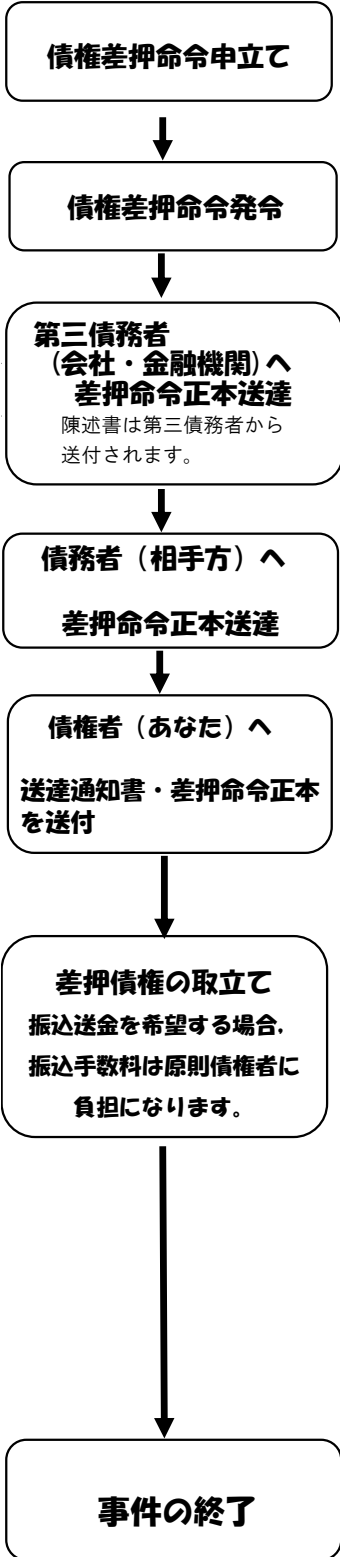 債権差押命令申立て
債権差押命令発令
第三債務者
(会社・金融機関)へ
差押命令正本送達
陳述書は第三債務者から
送付されます。
債務者（相手方）へ
差押命令正本送達
債権者（あなた）へ
送達通知書・差押命令正本
を送付
差押債権の取立て
振込送金を希望する場合，
振込手数料は原則債権者に
負担になります。
事件の終了